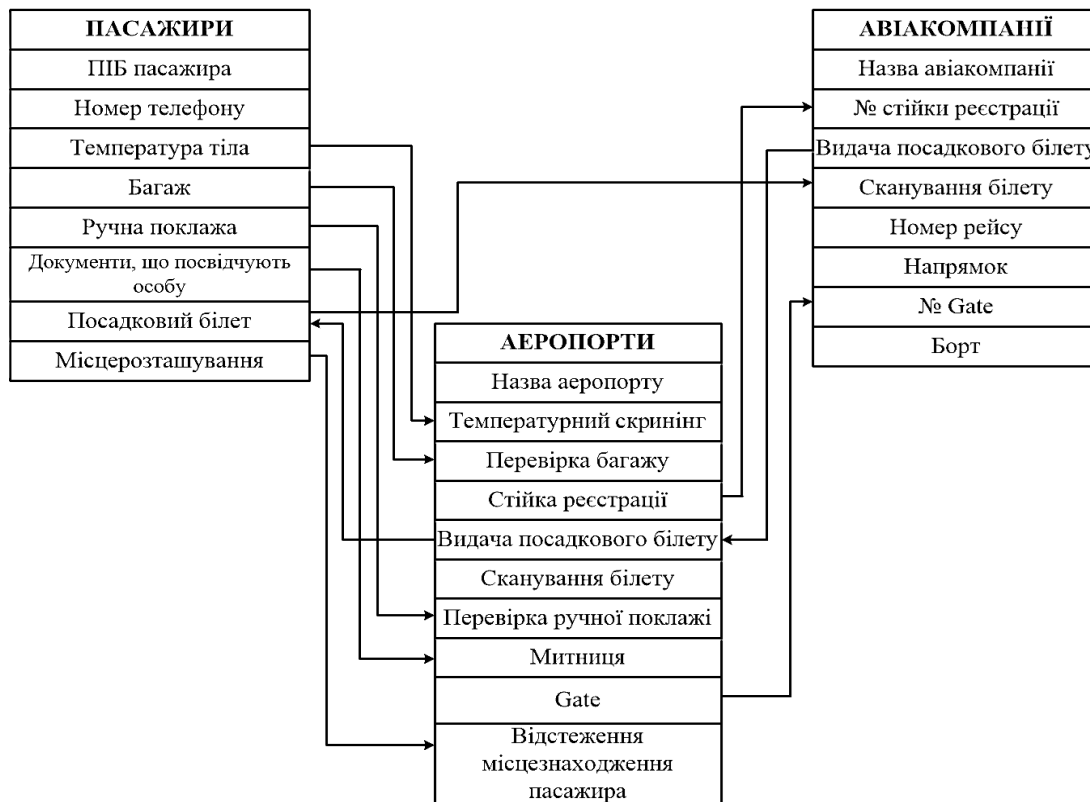 ПАСАЖИРИ
ПІБ пасажира
Номер телефону
Температура тіла
Багаж
Ручна поклажа
Документи, що посвідчують
особу
Посадковий білет
Місцерозташування
АЕРОПОРТИ
Назва аеропорту
Температурний скринінг
Перевірка багажу
Стійка реєстрації
Видача посадкового білету
Сканування білету
Перевірка ручної поклажі
Митниця
Gate
Відстеження
місцезнаходження
пасажира
АВІАКОМПАНІЇ
Назва авіакомпанії
№ стійки реєстрації
Видача посадкового білету
Сканування білету
Номер рейсу
Напрямок
№ Gate
Борт